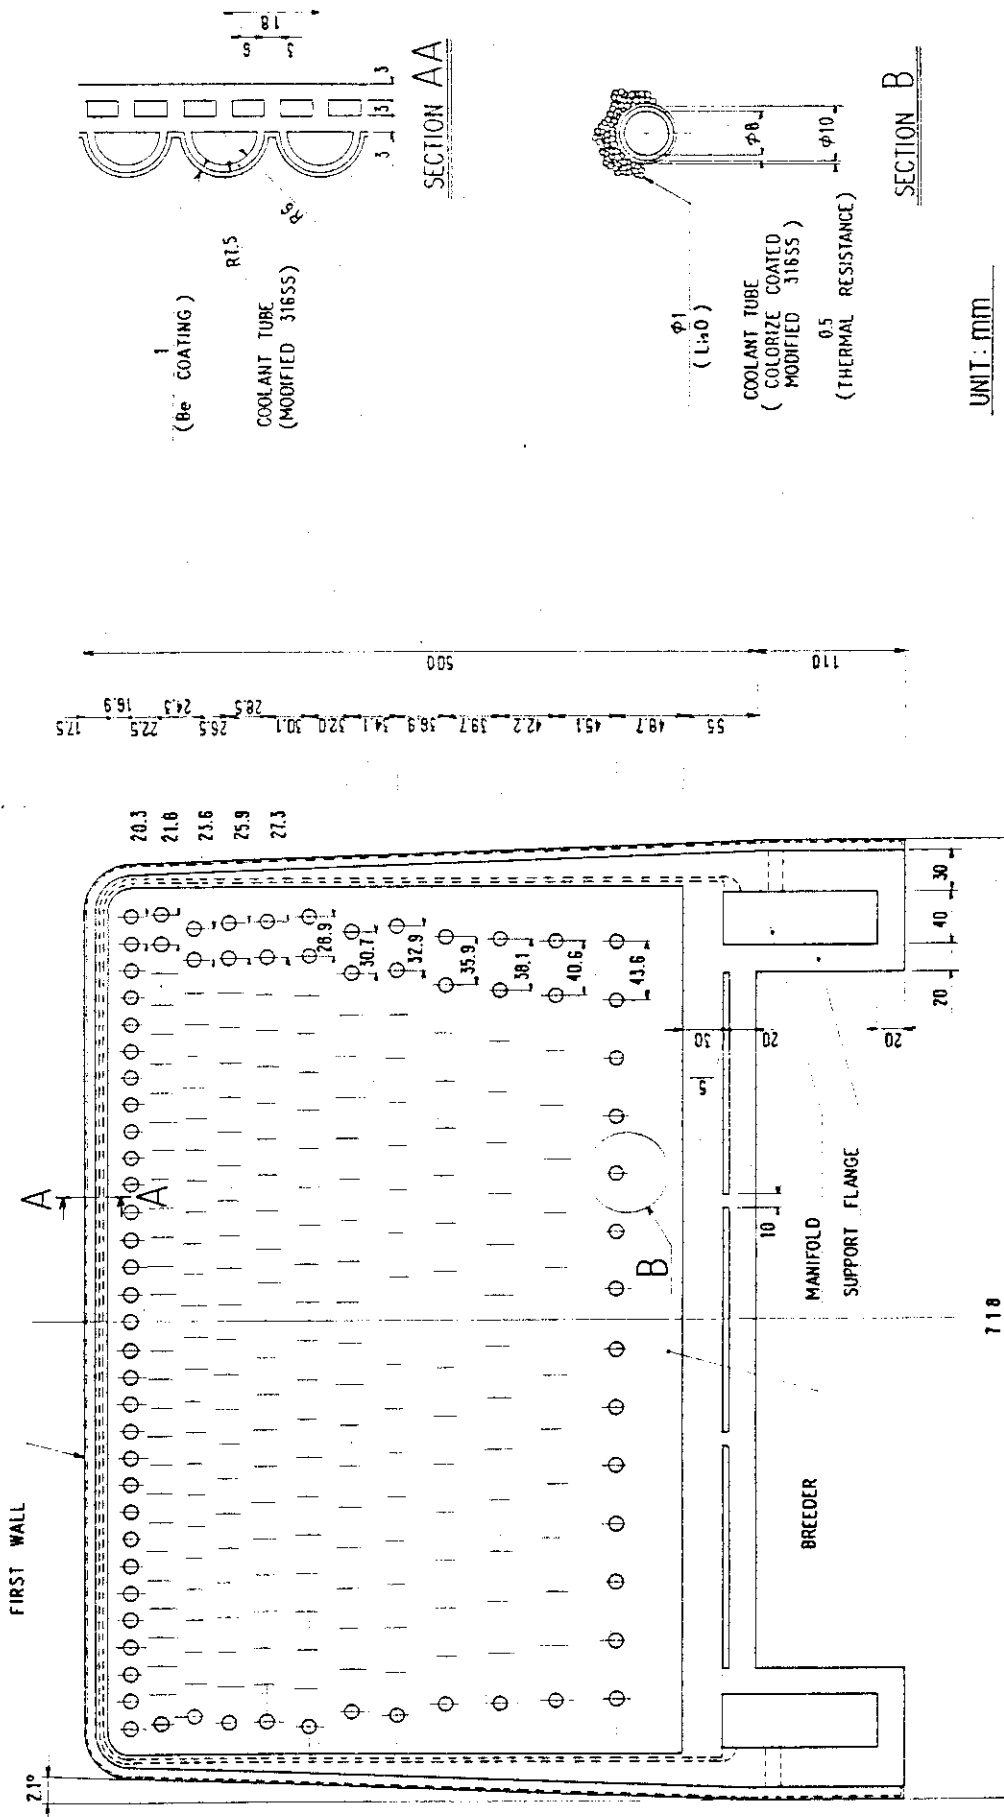 18
6
3
3
3
3
SECTION AA
R6
R7.5
1
(Be COATING)
COOLANT TUBE
(MODIFIED 316SS)
φ8
φ10
SECTION B
φ1
(Li₂O)
COOLANT TUBE
( COLORIZE COATED
MODIFIED 316SS )
0.5
(THERMAL RESISTANCE)
UNIT: mm
500
110
17.5
16.9
22.5
24.3
26.5
28.5
30.1
32.0
34.1
36.9
39.7
42.2
45.1
48.7
55
20.3
21.8
23.6
25.9
27.3
28.9
30.7
32.9
35.9
38.1
40.6
43.6
30
5
20
20
30
40
20
10
A
A
B
MANIFOLD
SUPPORT FLANGE
BREEDER
718
FIRST WALL
2.1°